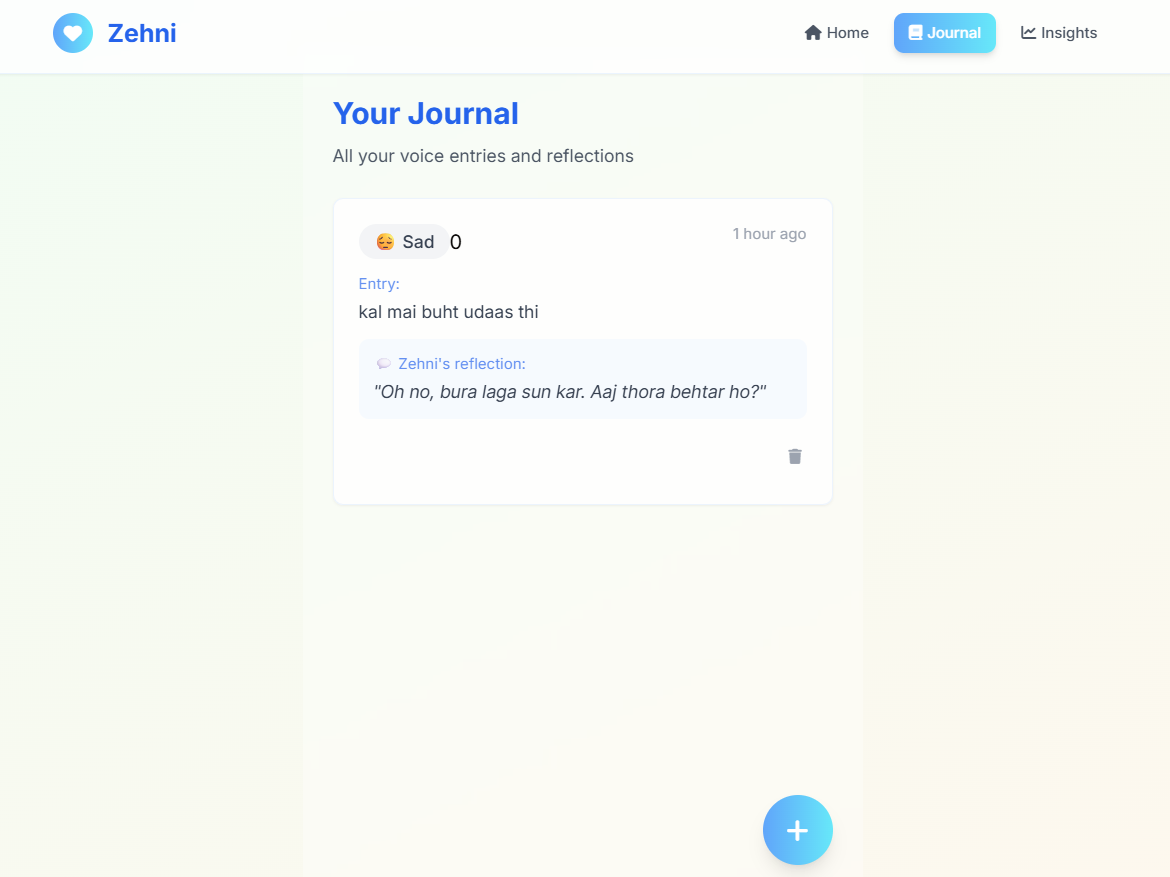 Zehni
Home
Journal
Insights
Your Journal
All your voice entries and reflections
😔 Sad 0
1 hour ago
Entry:
kal mai buht udaas thi
💬 Zehni's reflection:
"Oh no, bura laga sun kar. Aaj thora behtar ho?"